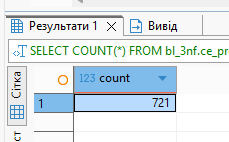 Результати 1 Вивід
SELECT COUNT(*) FROM bl_3nf.ce_pr
Сітка
123 count
1 721
ст